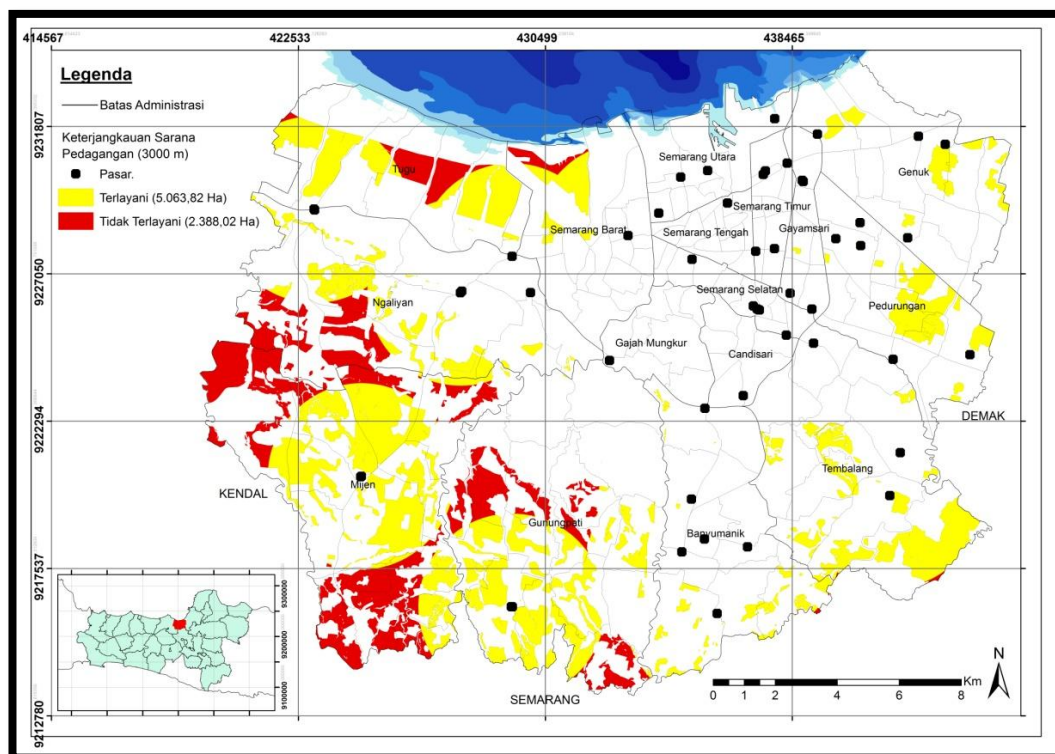 414567
422533
430499
438465
Legenda
Batas Administrasi
Keterjangkauan Sarana
Pedagangan (3000 m)
Pasar.
Terlayani (5.063,82 Ha)
Tidak Terlayani (2.388,02 Ha)
9231807
9227050
9222294
9217537
9212780
Tugu
Semarang Utara
Genuk
Semarang Timur
Semarang Barat
Semarang Tengah
Gayamsari
Ngaliyan
Semarang Selatan
Pedurungan
Gajah Mungkur
Candisari
DEMAK
KENDAL
Mijen
Tembalang
Gunungpati
Banyumanik
SEMARANG
9300000
9200000
9100000
N
Km
0
1
2
4
6
8